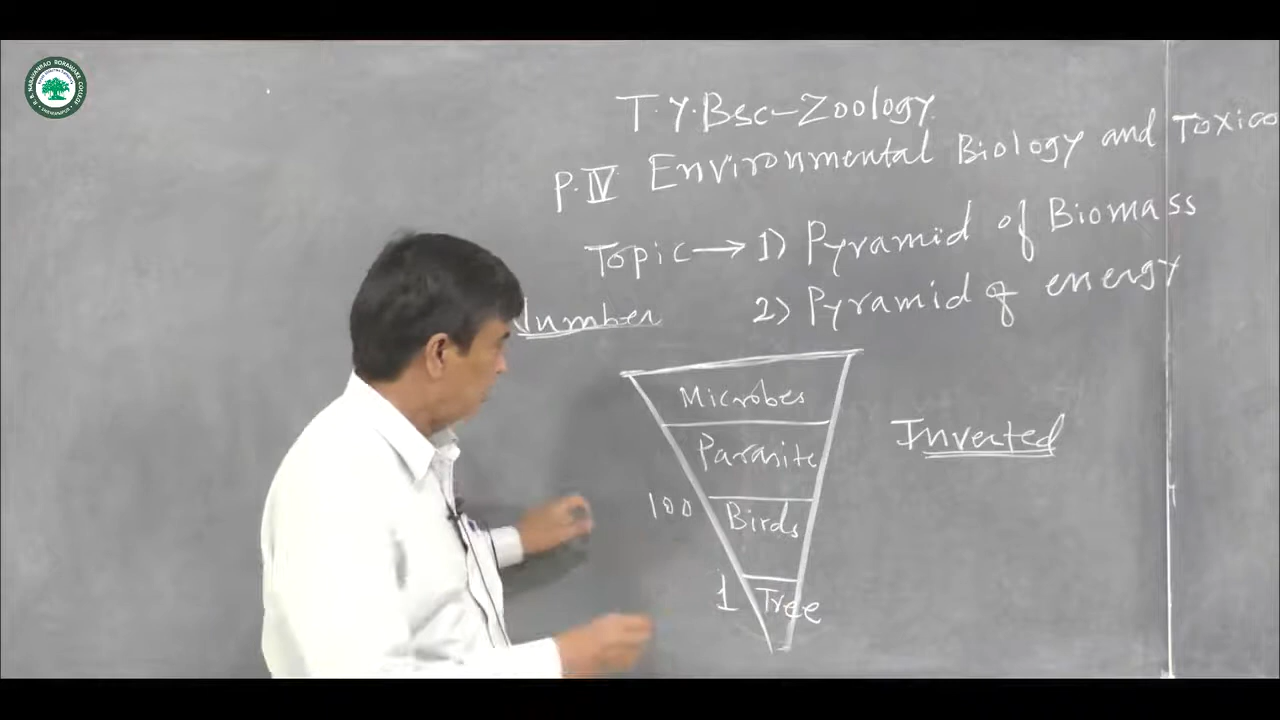 T.Y.Bsc-Zoology
P.IV Environmental Biology and Toxico
Topic → 1) Pyramid of Biomass
2) Pyramid of energy
Number
Microbes
Parasite
100 Birds
1 Tree
Inverted